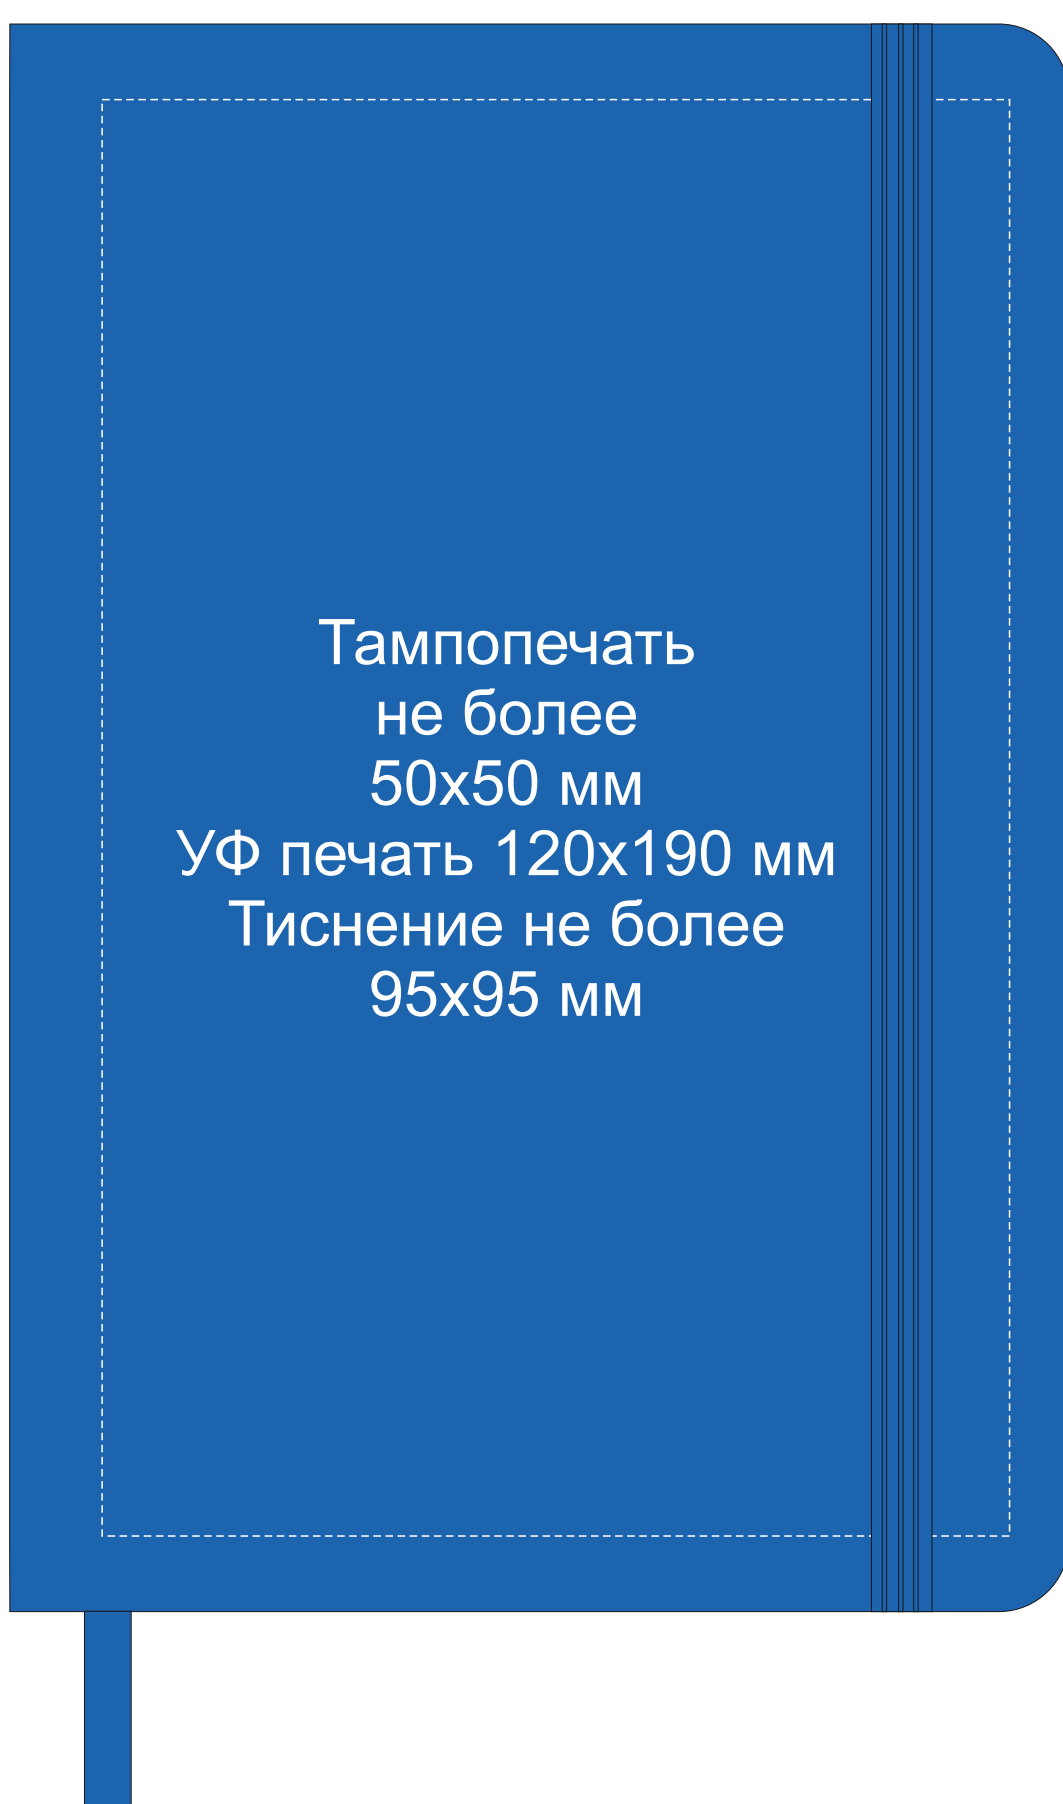 Тампопечать
не более
50х50 мм
УФ печать 120х190 мм
Тиснение не более
95х95 мм